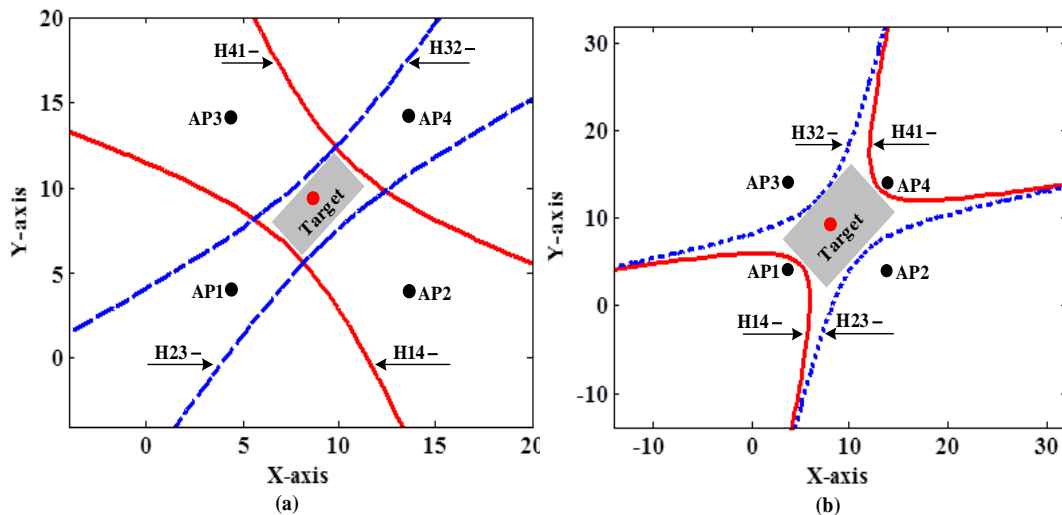 20
15
10
5
0
Y-axis
H41-
H32-
AP3
AP4
Target
AP1
AP2
H23-
H14-
0
5
10
15
20
X-axis
(a)
30
20
10
0
-10
Y-axis
H32-
H41-
AP3
AP4
Target
AP1
AP2
H14-
H23-
-10
0
10
20
30
X-axis
(b)